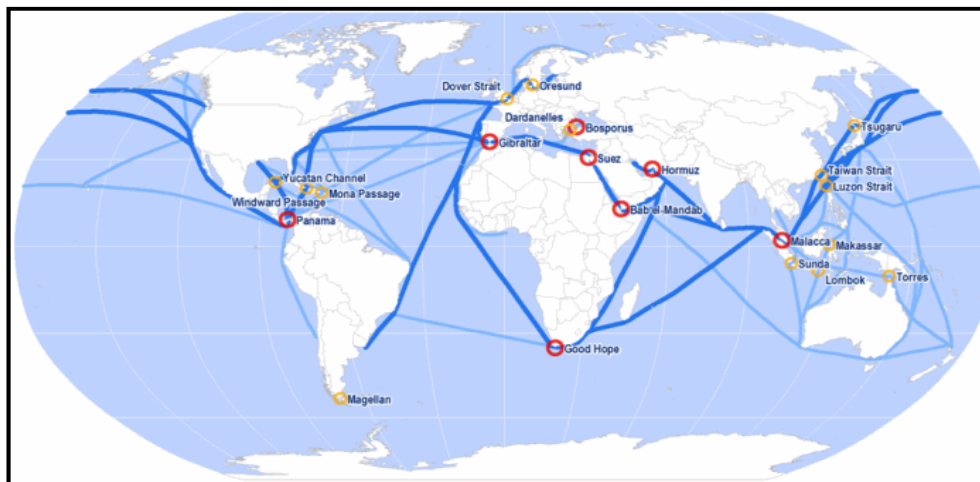 Dover Strait
Oresund
Dardanelles
Bosporus
Tsugaru
Gibraltar
Suez
Hormuz
Taiwan Strait
Yucatan Channel
Luzon Strait
Mona Passage
Windward Passage
Bab el-Mandab
Panama
Malacca
Makassar
Sunda
Lombok
Torres
Good Hope
Magellan